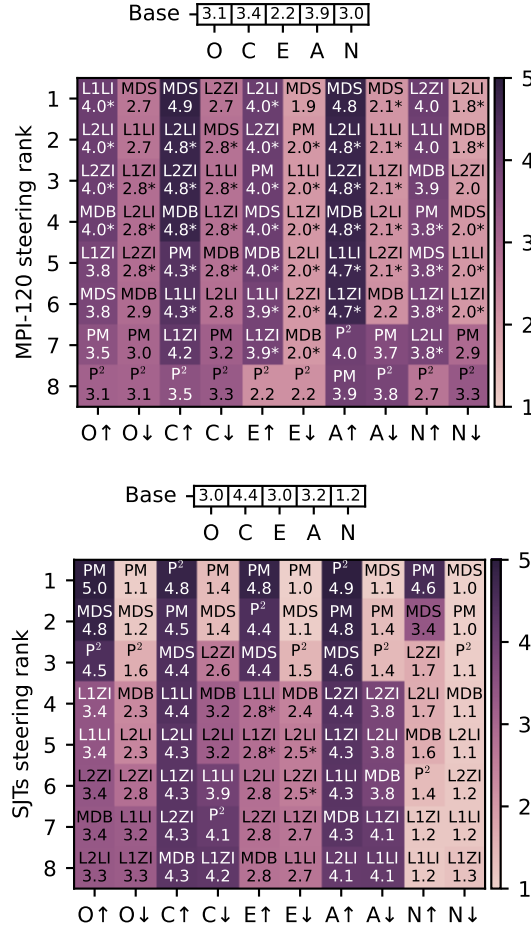 Base 3.1 3.4 2.2 3.9 3.0
O C E A N
L1LI MDS MDS L2ZI L2LI MDS MDS MDS L2ZI L2LI
1 4.0* 2.7 4.9 2.7 4.0* 1.9 4.8 2.1* 4.0 1.8*
L2LI L1LI L2LI MDS L2ZI PM L2LI L1LI L1LI MDB
2 4.0* 2.7 4.8* 2.8* 4.0* 2.0* 4.8* 2.1* 4.0 1.8*
L2ZI L1ZI L2ZI L1LI PM L1LI L2ZI L1ZI MDB L2ZI
3 4.0* 2.8* 4.8* 2.8* 4.0* 2.0* 4.8* 2.1* 3.9 2.0
MDB L2LI MDB L1ZI MDS L1ZI MDB L2LI PM MDS
4 4.0* 2.8* 4.8* 2.8* 4.0* 2.0* 4.8* 2.1* 3.8* 2.0*
L1ZI L2ZI PM MDB MDB L2LI L1LI L2ZI MDS L1LI
5 3.8 2.8* 4.3* 2.8* 4.0* 2.0* 4.7* 2.1* 3.8* 2.0*
MDS MDB L1LI L2LI L1LI L2ZI L1ZI MDB L1ZI L1ZI
6 3.8 2.9 4.3* 2.8 3.9* 2.0* 4.7* 2.2 3.8* 2.0*
PM PM L1ZI PM L1ZI MDB P² PM L2LI PM
7 3.5 3.0 4.2 3.2 3.9* 2.0* 4.0 3.7 3.8* 2.9
P² P² P² P² P² P² PM P² P² P²
8 3.1 3.1 3.5 3.3 2.2 2.2 3.9 3.8 2.7 3.3
O↑ O↓ C↑ C↓ E↑ E↓ A↑ A↓ N↑ N↓
MPI-120 steering rank
5
4
3
2
1
Base 3.0 4.4 3.0 3.2 1.2
O C E A N
PM PM P² PM PM PM P² MDS PM MDS
1 5.0 1.1 4.8 1.4 4.8 1.0 4.9 1.1 4.6 1.0
MDS MDS PM MDS P² MDS PM PM MDS PM
2 4.8 1.2 4.5 1.4 4.4 1.1 4.8 1.4 3.4 1.0
P² P² MDS L2ZI MDS P² MDS P² L2ZI P²
3 4.5 1.6 4.4 2.6 4.4 1.5 4.6 1.4 1.7 1.1
L1ZI MDB L1LI MDB L1LI MDB L2ZI L2ZI L2LI MDB
4 3.4 2.3 4.4 3.2 2.8* 2.4 4.4 3.8 1.7 1.1
L1LI L2LI L2LI L2LI L1ZI L2LI L1ZI L2LI MDB L2LI
5 3.4 2.3 4.3 3.2 2.8* 2.5* 4.3 3.8 1.6 1.1
L2ZI L2ZI L1ZI L1LI L2LI L2ZI L1LI MDB P² L2ZI
6 3.4 2.8 4.3 3.9 2.8 2.5* 4.3 3.8 1.4 1.2
MDB L1LI L2ZI P² L2ZI L1ZI MDB L1ZI L1ZI L1LI
7 3.4 3.2 4.3 4.1 2.8 2.7 4.3 4.1 1.2 1.2
L2LI L1ZI MDB L1ZI MDB L1LI L2LI L1LI L1LI L1ZI
8 3.3 3.3 4.3 4.2 2.8 2.7 4.1 4.1 1.2 1.3
O↑ O↓ C↑ C↓ E↑ E↓ A↑ A↓ N↑ N↓
SJTs steering rank
5
4
3
2
1